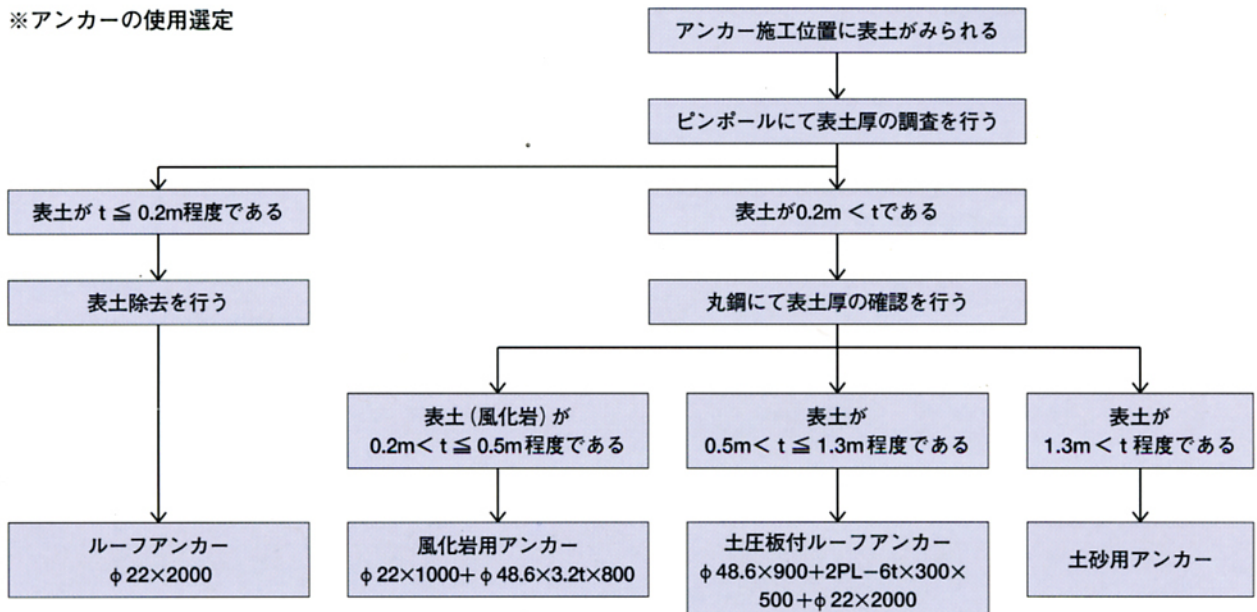 ※アンカーの使用選定
アンカー施工位置に表土がみられる
ピンポールにて表土厚の調査を行う
表土が t ≦ 0.2m程度である
表土が0.2m < tである
表土除去を行う
丸鋼にて表土厚の確認を行う
表土（風化岩）が
0.2m< t ≦ 0.5m程度である
表土が
0.5m< t ≦ 1.3m程度である
表土が
1.3m< t 程度である
ルーフアンカー
φ22×2000
風化岩用アンカー
φ22×1000+φ48.6×3.2t×800
土圧板付ルーフアンカー
φ48.6×900+2PL−6t×300×
500+φ22×2000
土砂用アンカー